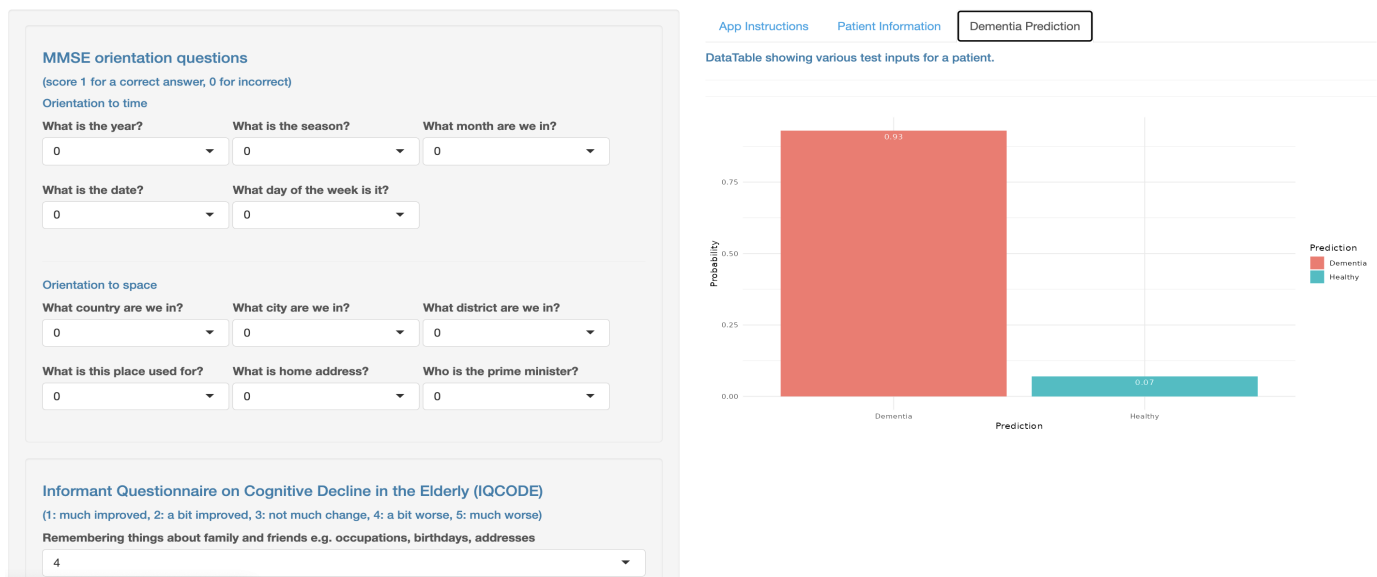 MMSE orientation questions
(score 1 for a correct answer, 0 for incorrect)
Orientation to time
What is the year? What is the season? What month are we in?
0 0 0
What is the date? What day of the week is it?
0 0
Orientation to space
What country are we in? What city are we in? What district are we in?
0 0 0
What is this place used for? What is home address? Who is the prime minister?
0 0 0
Informant Questionnaire on Cognitive Decline in the Elderly (IQCODE)
(1: much improved, 2: a bit improved, 3: not much change, 4: a bit worse, 5: much worse)
Remembering things about family and friends e.g. occupations, birthdays, addresses
4
App Instructions Patient Information Dementia Prediction
DataTable showing various test inputs for a patient.
0.93
0.75
0.50
0.25
0.00
0.07
Probability
Dementia Healthy
Prediction
Prediction
Dementia
Healthy